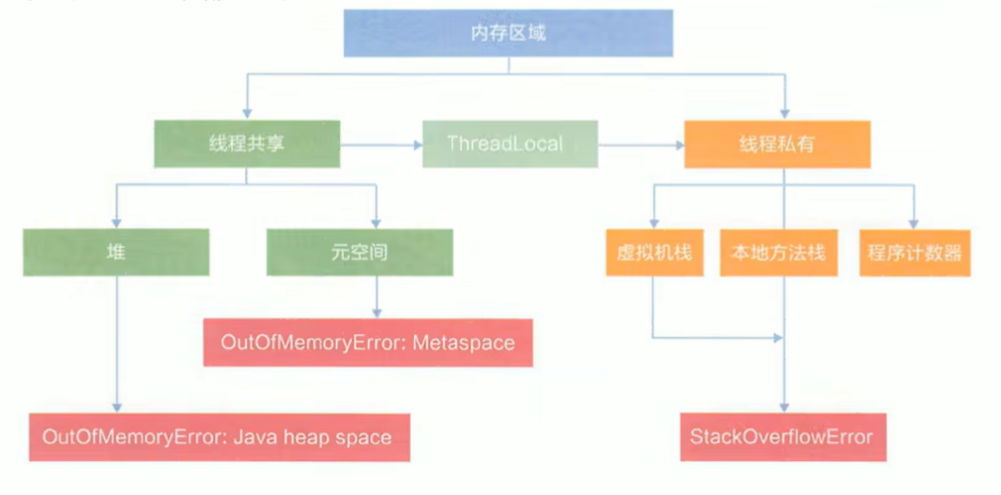 内存区域
线程共享
ThreadLocal
线程私有
堆
元空间
虚拟机栈
本地方法栈
程序计数器
OutOfMemoryError: Metaspace
OutOfMemoryError: Java heap space
StackOverflowError